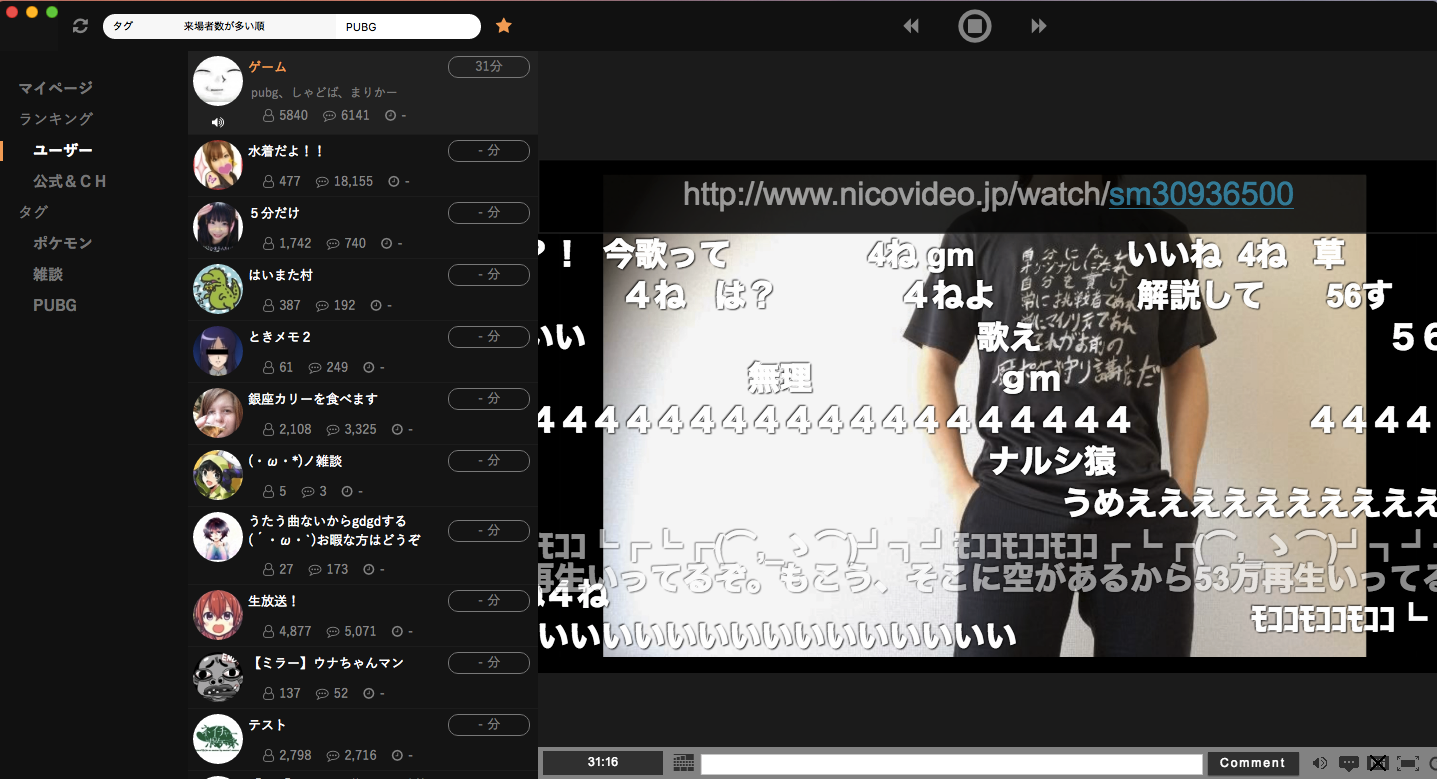 タグ 来場者数が多い順 PUBG
マイページ
ランキング
ユーザー
公式＆ＣＨ
タグ
ポケモン
雑談
PUBG
ゲーム 31分
pubg、しゃどば、まりかー
5840 6141 -
水着だよ！！ - 分
477 18,155 -
５分だけ - 分
1,742 740 -
はいまた村 - 分
387 192 -
ときメモ２ - 分
61 249 -
銀座カリーを食べます - 分
2,108 3,325 -
(・ω・*)ノ雑談 - 分
5 3 -
うたう曲ないからgdgdする
(´・ω・`)お暇な方はどうぞ - 分
27 173 -
生放送！ - 分
4,877 5,071 -
【ミラー】ウナちゃんマン - 分
137 52 -
テスト - 分
2,798 2,716 -
http://www.nicovideo.jp/watch/sm30936500
？！ 今歌って 4ね gm いいね 4ね 草
４ね は？ ４ねよ 解説して 56す
いい 歌え ５６
無理 ｇｍ
４４４４４４４４４４４４４４４４４４４ ４４４４
ナルシ猿
うめええええええええええ
ﾓｺｺ┗┏┗┏(⌒,_ゝ⌒)┛┓┛ﾓｺｺﾓｺｺﾓｺｺ┏┗┏(⌒,_ゝ⌒)┛┓┛
再生いってるぞ。もこう、そこに空があるから53万再生いってる
４ね
ﾓｺｺﾓｺｺﾓｺｺ┗
いいいいいいいいいいいいいいい
31:16 Comment